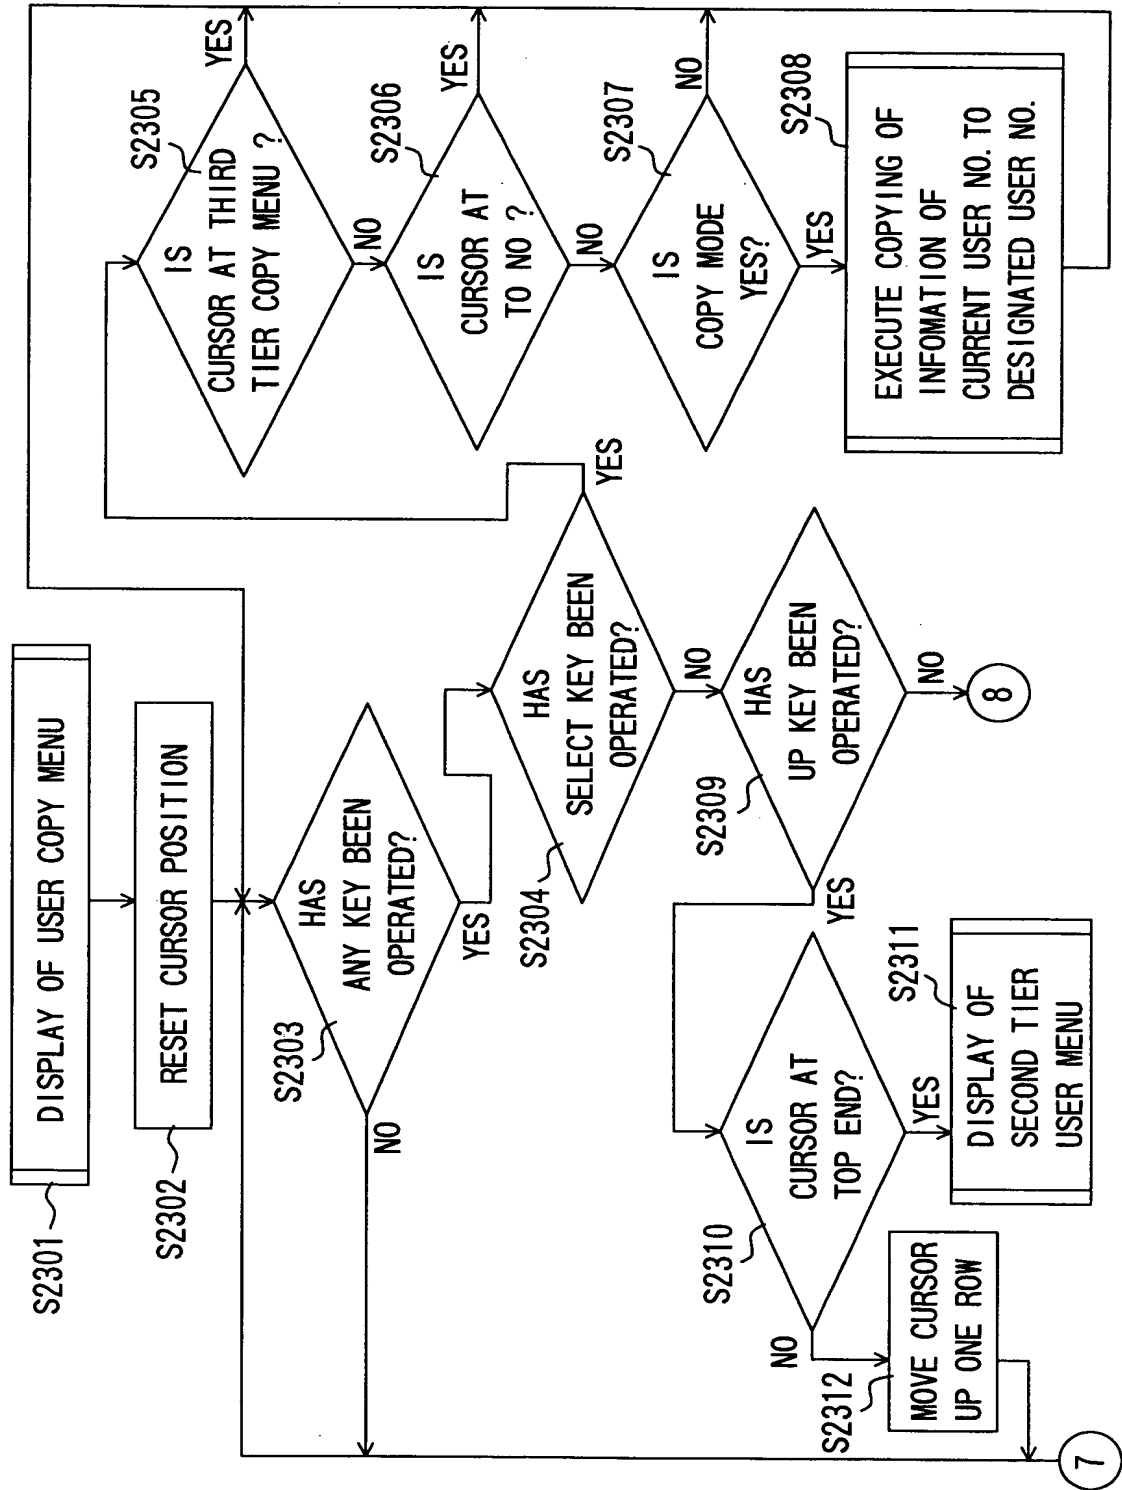 S2301
DISPLAY OF USER COPY MENU
S2302
RESET CURSOR POSITION
S2303
HAS
ANY KEY BEEN
OPERATED?
NO
YES
S2304
HAS
SELECT KEY BEEN
OPERATED?
YES
NO
S2305
IS
CURSOR AT THIRD
TIER COPY MENU ?
YES
NO
S2306
IS
CURSOR AT
TO NO ?
YES
NO
S2307
IS
COPY MODE
YES?
NO
YES
S2308
EXECUTE COPYING OF
INFOMATION OF
CURRENT USER NO. TO
DESIGNATED USER NO.
S2309
HAS
UP KEY BEEN
OPERATED?
YES
NO
8
S2310
IS
CURSOR AT
TOP END?
NO
YES
S2311
DISPLAY OF
SECOND TIER
USER MENU
S2312
MOVE CURSOR
UP ONE ROW
7